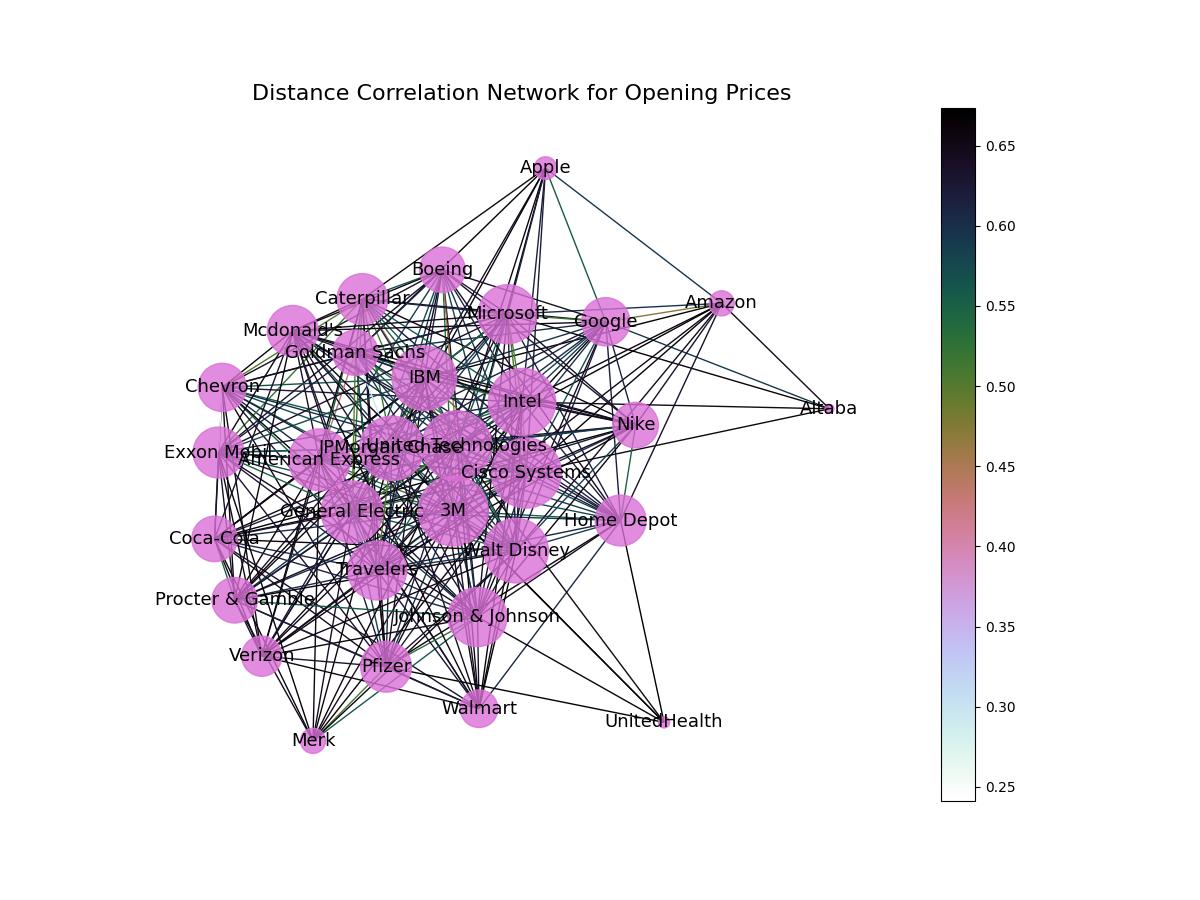 Distance Correlation Network for Opening Prices
Apple
Boeing
Caterpillar
Amazon
Microsoft
Google
Mcdonald's
Goldman Sachs
IBM
Chevron
Intel
Altaba
Nike
JPMorgan Chase
United Technologies
Exxon Mobil
American Express
Cisco Systems
General Electric
3M
Home Depot
Coca-Cola
Walt Disney
Travelers
Procter & Gamble
Johnson & Johnson
Verizon
Pfizer
Walmart
UnitedHealth
Merk
0.65
0.60
0.55
0.50
0.45
0.40
0.35
0.30
0.25